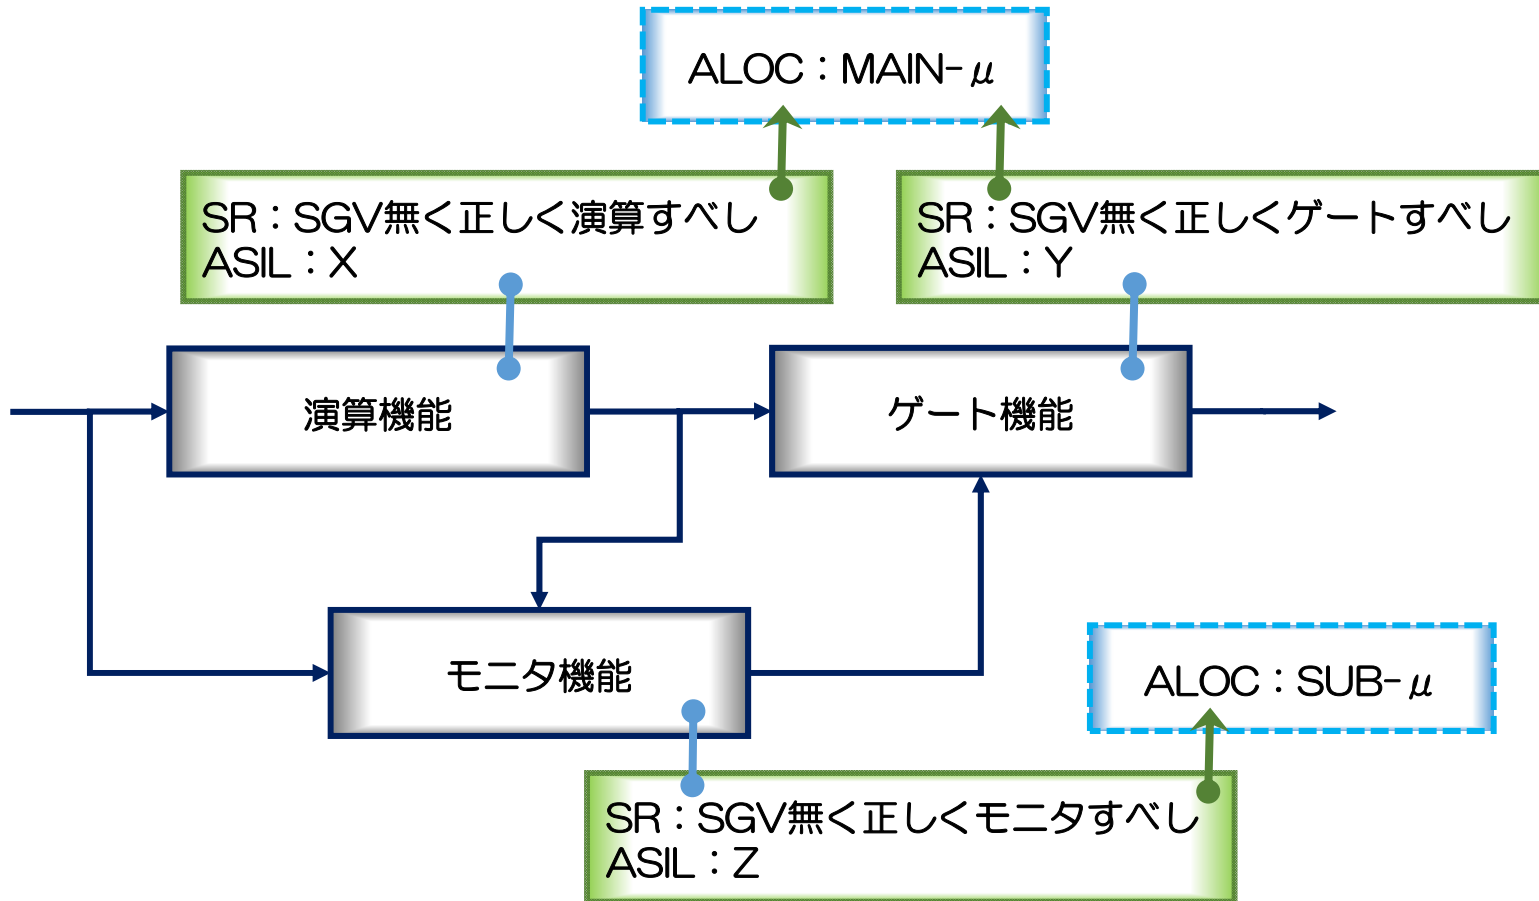 ALOC：MAIN-μ
SR：SGV無く正しく演算すべし
ASIL：X
SR：SGV無く正しくゲートすべし
ASIL：Y
演算機能
ゲート機能
モニタ機能
ALOC：SUB-μ
SR：SGV無く正しくモニタすべし
ASIL：Z